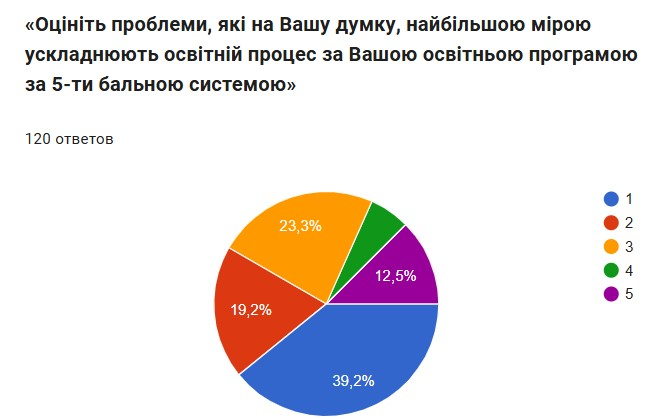 «Оцініть проблеми, які на Вашу думку, найбільшою мірою
ускладнюють освітній процес за Вашою освітньою програмою
за 5-ти бальною системою»
120 ответов
1
2
3
4
5
23,3%
12,5%
19,2%
39,2%